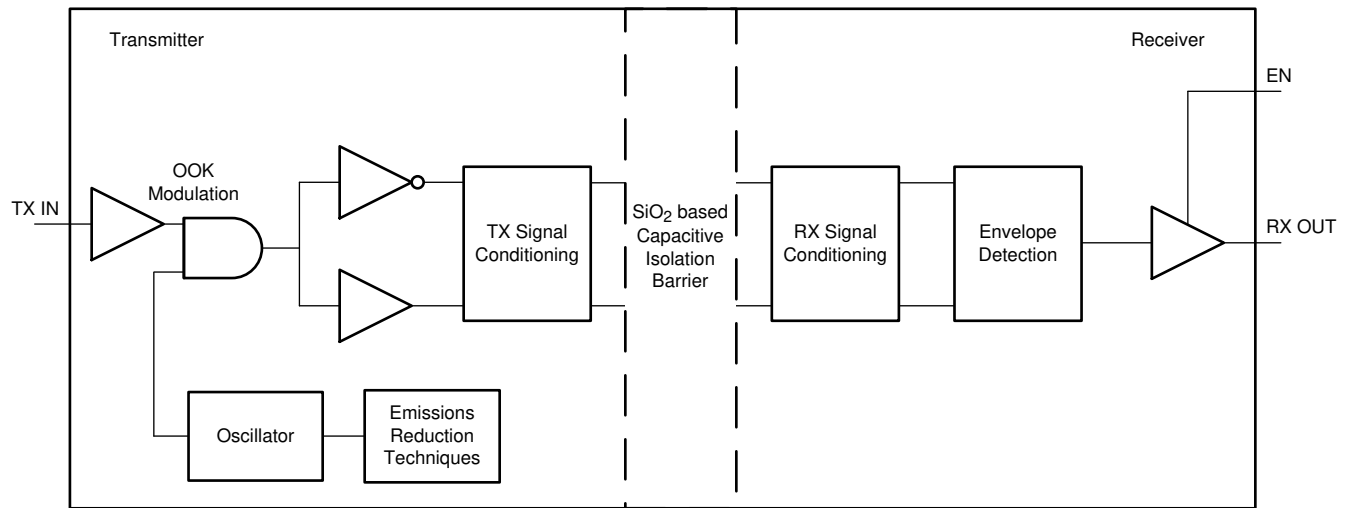 Transmitter
Receiver
EN
OOK
Modulation
TX IN
TX Signal
Conditioning
SiO₂ based
Capacitive
Isolation
Barrier
RX Signal
Conditioning
Envelope
Detection
RX OUT
Oscillator
Emissions
Reduction
Techniques